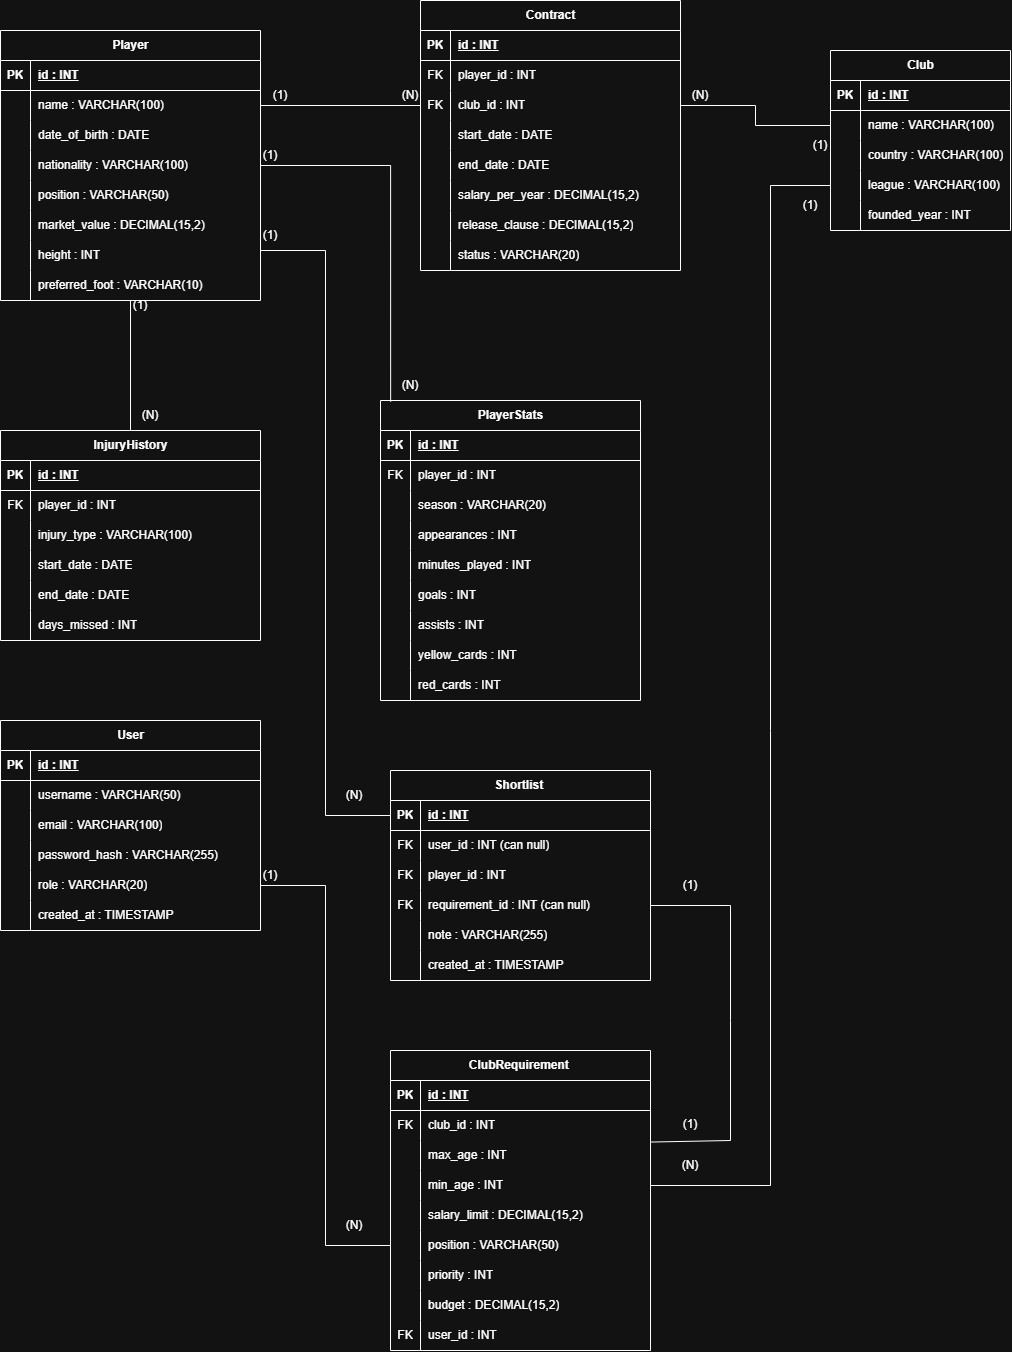 Player
PK id : INT
name : VARCHAR(100)
date_of_birth : DATE
nationality : VARCHAR(100)
position : VARCHAR(50)
market_value : DECIMAL(15,2)
height : INT
preferred_foot : VARCHAR(10)
(1)
(N)
(1)
(1)
(1)
(N)
Contract
PK id : INT
FK player_id : INT
FK club_id : INT
start_date : DATE
end_date : DATE
salary_per_year : DECIMAL(15,2)
release_clause : DECIMAL(15,2)
status : VARCHAR(20)
(N)
(1)
(1)
Club
PK id : INT
name : VARCHAR(100)
country : VARCHAR(100)
league : VARCHAR(100)
founded_year : INT
InjuryHistory
PK id : INT
FK player_id : INT
injury_type : VARCHAR(100)
start_date : DATE
end_date : DATE
days_missed : INT
(N)
PlayerStats
PK id : INT
FK player_id : INT
season : VARCHAR(20)
appearances : INT
minutes_played : INT
goals : INT
assists : INT
yellow_cards : INT
red_cards : INT
User
PK id : INT
username : VARCHAR(50)
email : VARCHAR(100)
password_hash : VARCHAR(255)
role : VARCHAR(20)
created_at : TIMESTAMP
(1)
(N)
Shortlist
PK id : INT
FK user_id : INT (can null)
FK player_id : INT
FK requirement_id : INT (can null)
note : VARCHAR(255)
created_at : TIMESTAMP
(1)
ClubRequirement
PK id : INT
FK club_id : INT
max_age : INT
min_age : INT
salary_limit : DECIMAL(15,2)
position : VARCHAR(50)
priority : INT
budget : DECIMAL(15,2)
FK user_id : INT
(1)
(N)
(N)